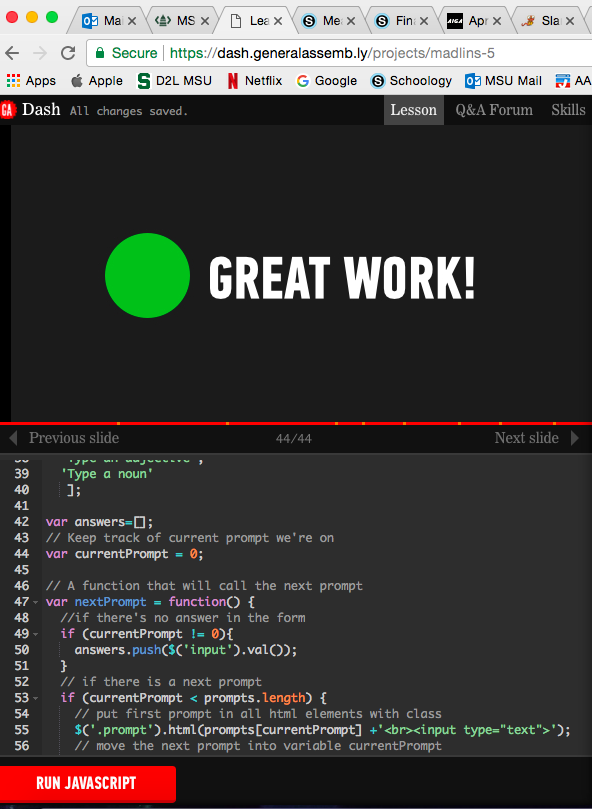 Mai MS Lea Me Fin AIGA Apr Sla
Secure https://dash.generalassemb.ly/projects/madlins-5
Apps Apple D2L MSU Netflix Google Schoology MSU Mail AA
GA Dash All changes saved. Lesson Q&A Forum Skills
GREAT WORK!
Previous slide 44/44 Next slide
38 'Type an adjective',
39 'Type a noun'
40 ];
41
42 var answers=[];
43 // Keep track of current prompt we're on
44 var currentPrompt = 0;
45
46 // A function that will call the next prompt
47 var nextPrompt = function() {
48 //if there's no answer in the form
49 if (currentPrompt != 0){
50 answers.push($('input').val());
51 }
52 // if there is a next prompt
53 if (currentPrompt < prompts.length) {
54 // put first prompt in all html elements with class
55 $('.prompt').html(prompts[currentPrompt] +'<br><input type="text">');
56 // move the next prompt into variable currentPrompt
RUN JAVASCRIPT